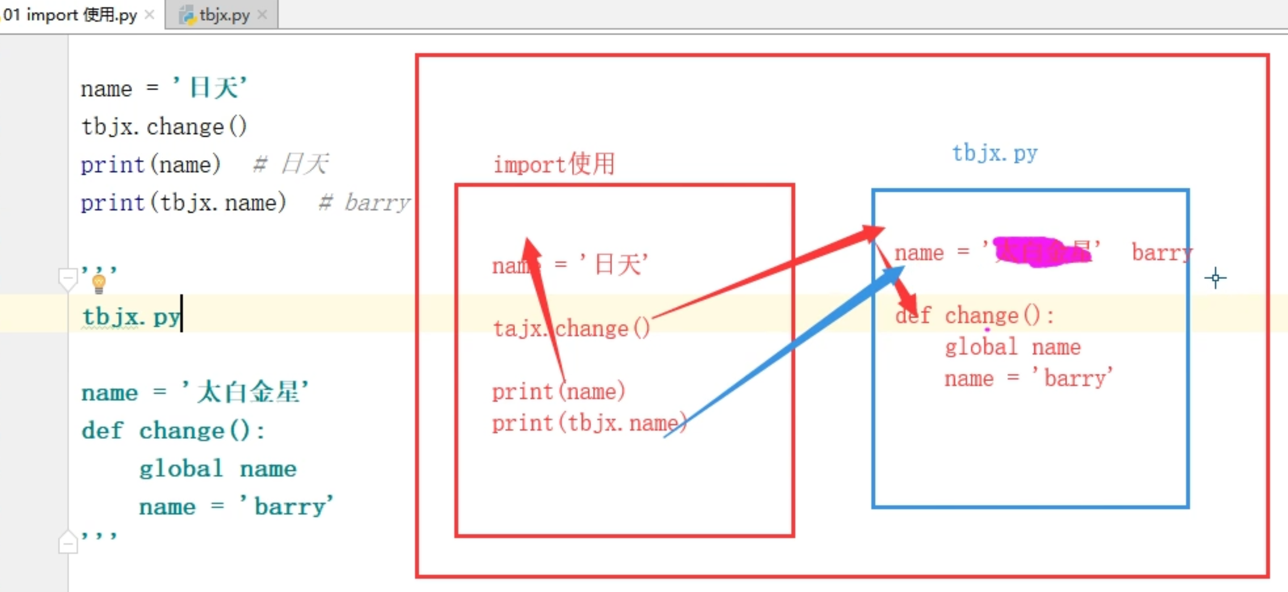 01 import 使用.py
tbjx.py
name = '日天'
tbjx.change()
print(name)  # 日天
print(tbjx.name)  # barry
'''
tbjx.py
name = '太白金星'
def change():
    global name
    name = 'barry'
'''
import使用
name = '日天'
tajx.change()
print(name)
print(tbjx.name)
tbjx.py
name = '星' barry
def change():
    global name
    name = 'barry'